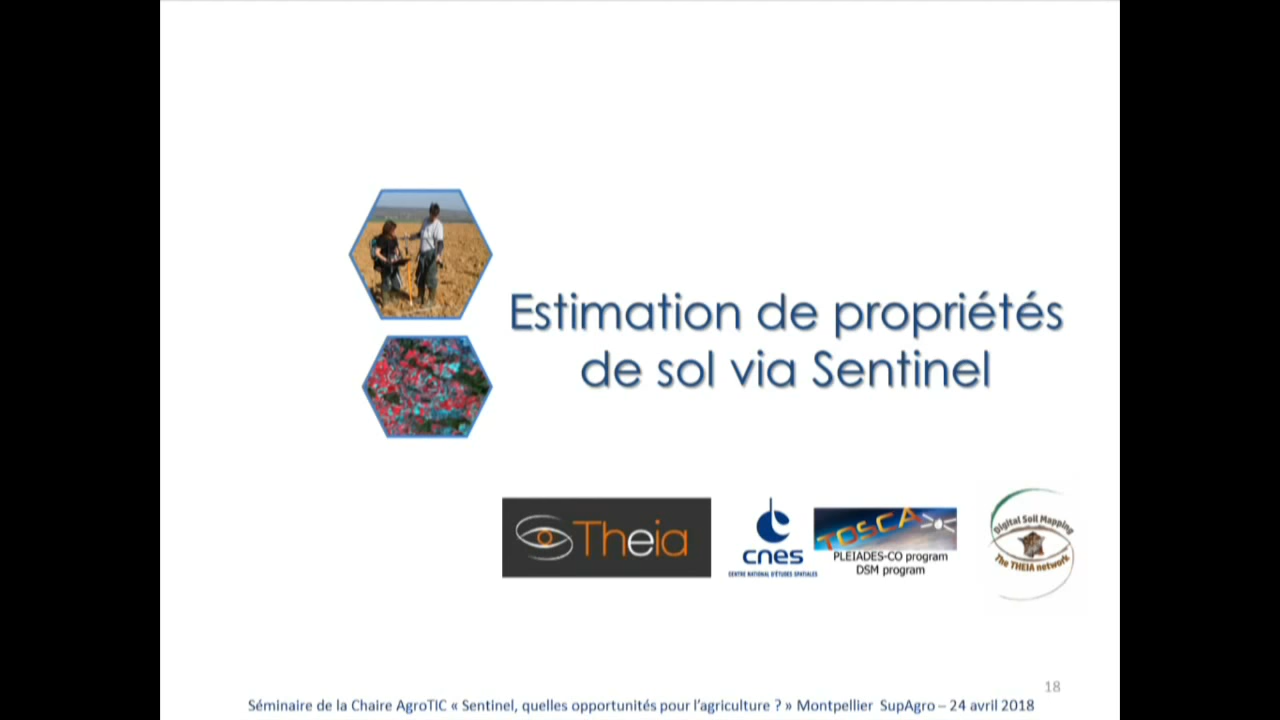 Estimation de propriétés
de sol via Sentinel
Theia
cnes
CENTRE NATIONAL D'ÉTUDES SPATIALES
TOSCA
PLEIADES-CO program
DSM program
Digital Soil Mapping
The THEIA network
18
Séminaire de la Chaire AgroTIC « Sentinel, quelles opportunités pour l'agriculture ? » Montpellier SupAgro – 24 avril 2018